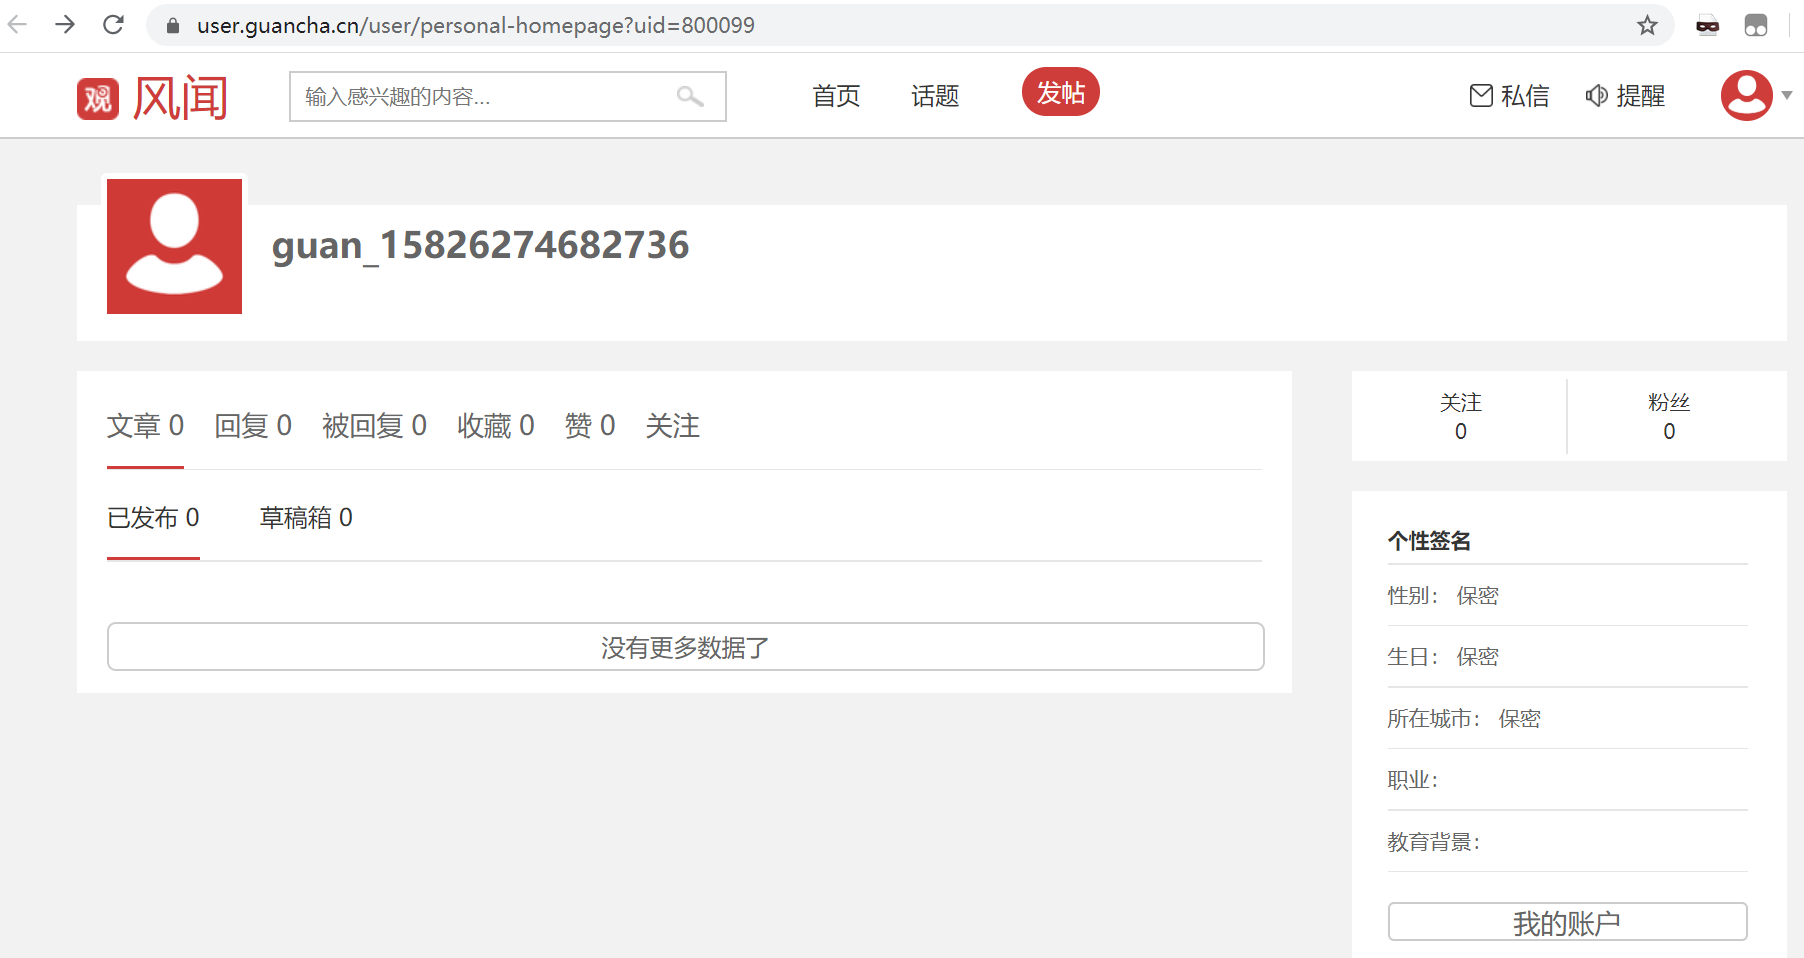 user.guancha.cn/user/personal-homepage?uid=800099
观 风闻
输入感兴趣的内容...
首页 话题 发帖
私信 提醒
guan_15826274682736
文章 0 回复 0 被回复 0 收藏 0 赞 0 关注
已发布 0 草稿箱 0
没有更多数据了
关注
0
粉丝
0
个性签名
性别： 保密
生日： 保密
所在城市： 保密
职业：
教育背景：
我的账户